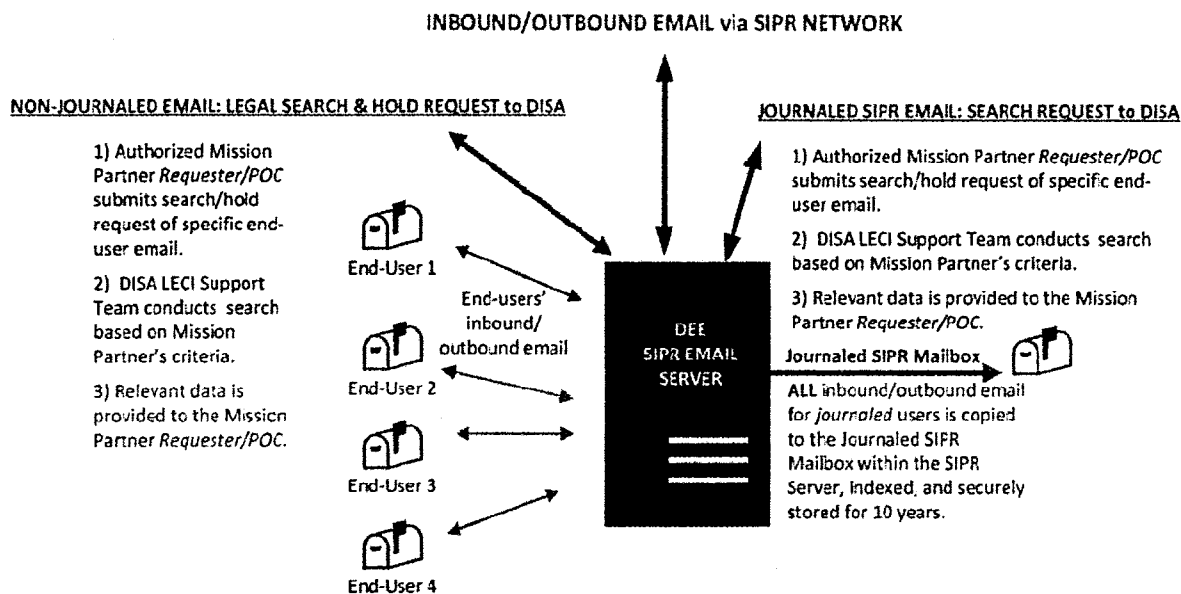 INBOUND/OUTBOUND EMAIL via SIPR NETWORK
NON-JOURNALED EMAIL: LEGAL SEARCH & HOLD REQUEST to DISA
1) Authorized Mission
Partner Requester/POC
submits search/hold
request of specific end-
user email.
2) DISA LECI Support
Team conducts search
based on Mission
Partner's criteria.
3) Relevant data is
provided to the Mission
Partner Requester/POC.
End-User 1
End-User 2
End-User 3
End-User 4
End-users'
inbound/
outbound email
DEE
SIPR EMAIL
SERVER
JOURNALED SIPR EMAIL: SEARCH REQUEST to DISA
1) Authorized Mission Partner Requester/POC
submits search/hold request of specific end-
user email.
2) DISA LECI Support Team conducts search
based on Mission Partner's criteria.
3) Relevant data is provided to the Mission
Partner Requester/POC.
Journaled SIPR Mailbox
ALL inbound/outbound email
for journaled users is copied
to the Journaled SIPR
Mailbox within the SIPR
Server, indexed, and securely
stored for 10 years.